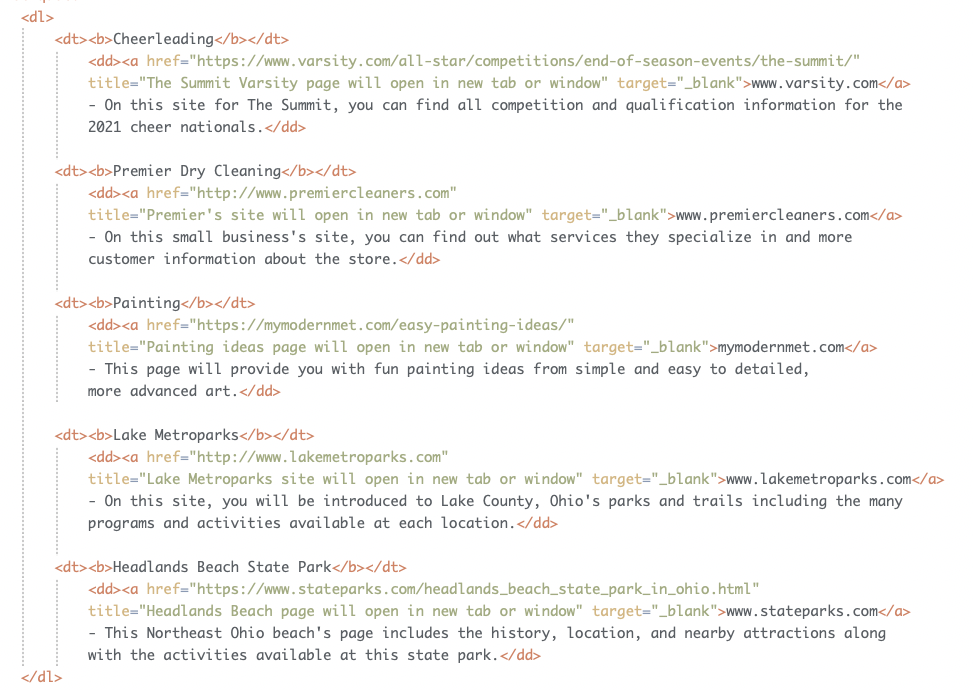 <dl>
<dt><b>Cheerleading</b></dt>
<dd><a href="https://www.varsity.com/all-star/competitions/end-of-season-events/the-summit/"
title="The Summit Varsity page will open in new tab or window" target="_blank">www.varsity.com</a>
- On this site for The Summit, you can find all competition and qualification information for the
2021 cheer nationals.</dd>
<dt><b>Premier Dry Cleaning</b></dt>
<dd><a href="http://www.premiercleaners.com"
title="Premier's site will open in new tab or window" target="_blank">www.premiercleaners.com</a>
- On this small business's site, you can find out what services they specialize in and more
customer information about the store.</dd>
<dt><b>Painting</b></dt>
<dd><a href="https://mymodernmet.com/easy-painting-ideas/"
title="Painting ideas page will open in new tab or window" target="_blank">mymodernmet.com</a>
- This page will provide you with fun painting ideas from simple and easy to detailed,
more advanced art.</dd>
<dt><b>Lake Metroparks</b></dt>
<dd><a href="http://www.lakemetroparks.com"
title="Lake Metroparks site will open in new tab or window" target="_blank">www.lakemetroparks.com</a>
- On this site, you will be introduced to Lake County, Ohio's parks and trails including the many
programs and activities available at each location.</dd>
<dt><b>Headlands Beach State Park</b></dt>
<dd><a href="https://www.stateparks.com/headlands_beach_state_park_in_ohio.html"
title="Headlands Beach page will open in new tab or window" target="_blank">www.stateparks.com</a>
- This Northeast Ohio beach's page includes the history, location, and nearby attractions along
with the activities available at this state park.</dd>
</dl>